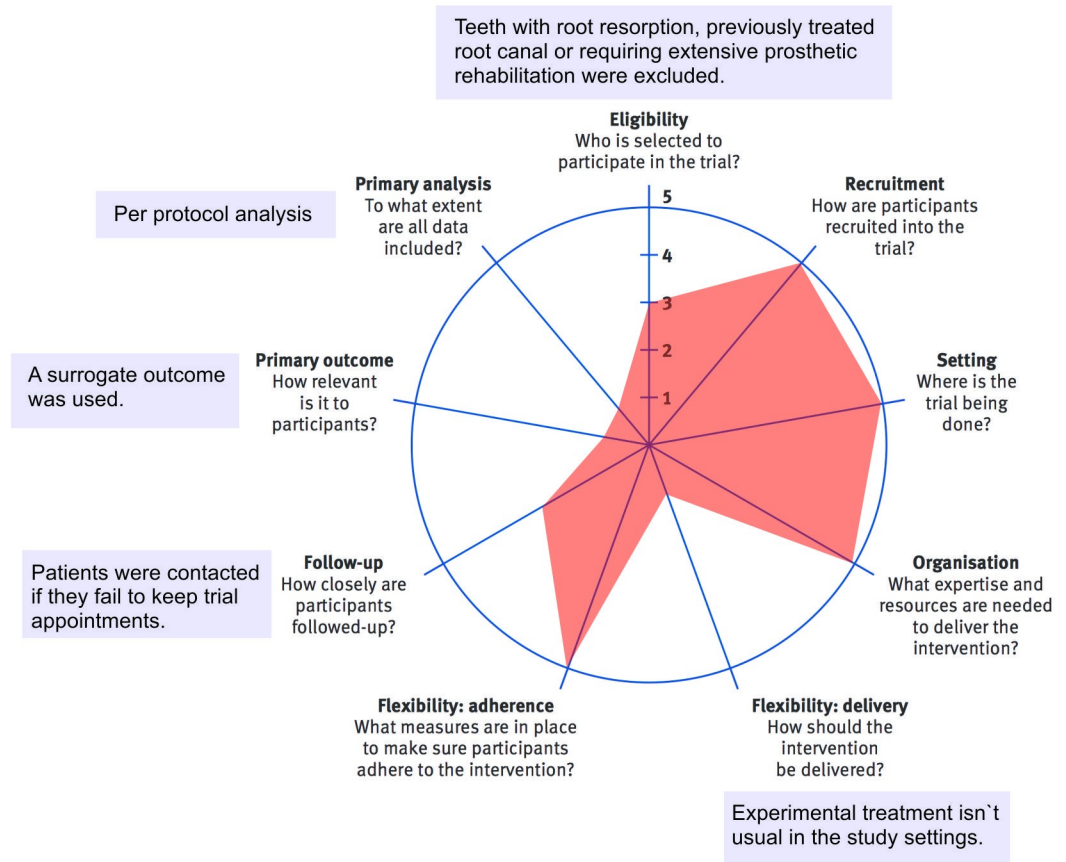 Teeth with root resorption, previously treated
root canal or requiring extensive prosthetic
rehabilitation were excluded.
Eligibility
Who is selected to
participate in the trial?
Primary analysis
To what extent
are all data
included?
Per protocol analysis
5
4
3
2
1
Recruitment
How are participants
recruited into the
trial?
Primary outcome
How relevant
is it to
participants?
A surrogate outcome
was used.
Setting
Where is the
trial being
done?
Follow-up
How closely are
participants
followed-up?
Patients were contacted
if they fail to keep trial
appointments.
Organisation
What expertise and
resources are needed
to deliver the
intervention?
Flexibility: adherence
What measures are in place
to make sure participants
adhere to the intervention?
Flexibility: delivery
How should the
intervention
be delivered?
Experimental treatment isn`t
usual in the study settings.